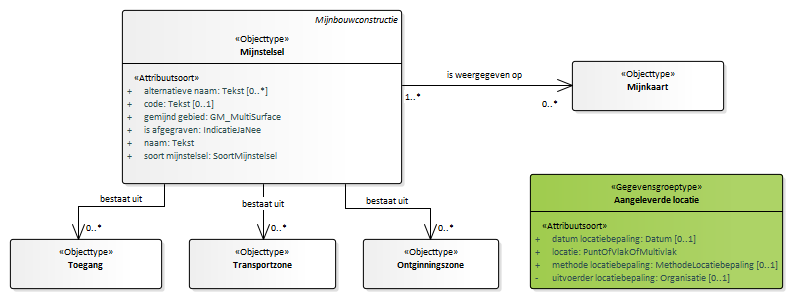 Mijnbouwconstructie
«Objecttype»
Mijnstelsel
«Attribuutsoort»
+ alternatieve naam: Tekst [0..*]
+ code: Tekst [0..1]
+ gemijnd gebied: GM_MultiSurface
+ is afgegraven: IndicatieJaNee
+ naam: Tekst
+ soort mijnstelsel: SoortMijnstelsel
is weergegeven op
1..*
0..*
«Objecttype»
Mijnkaart
bestaat uit
bestaat uit
bestaat uit
0..*
0..*
0..*
«Objecttype»
Toegang
«Objecttype»
Transportzone
«Objecttype»
Ontginningszone
«Gegevensgroeptype»
Aangeleverde locatie
«Attribuutsoort»
+ datum locatiebepaling: Datum [0..1]
+ locatie: PuntOfVlakOfMultivlak
+ methode locatiebepaling: MethodeLocatiebepaling [0..1]
- uitvoerder locatiebepaling: Organisatie [0..1]